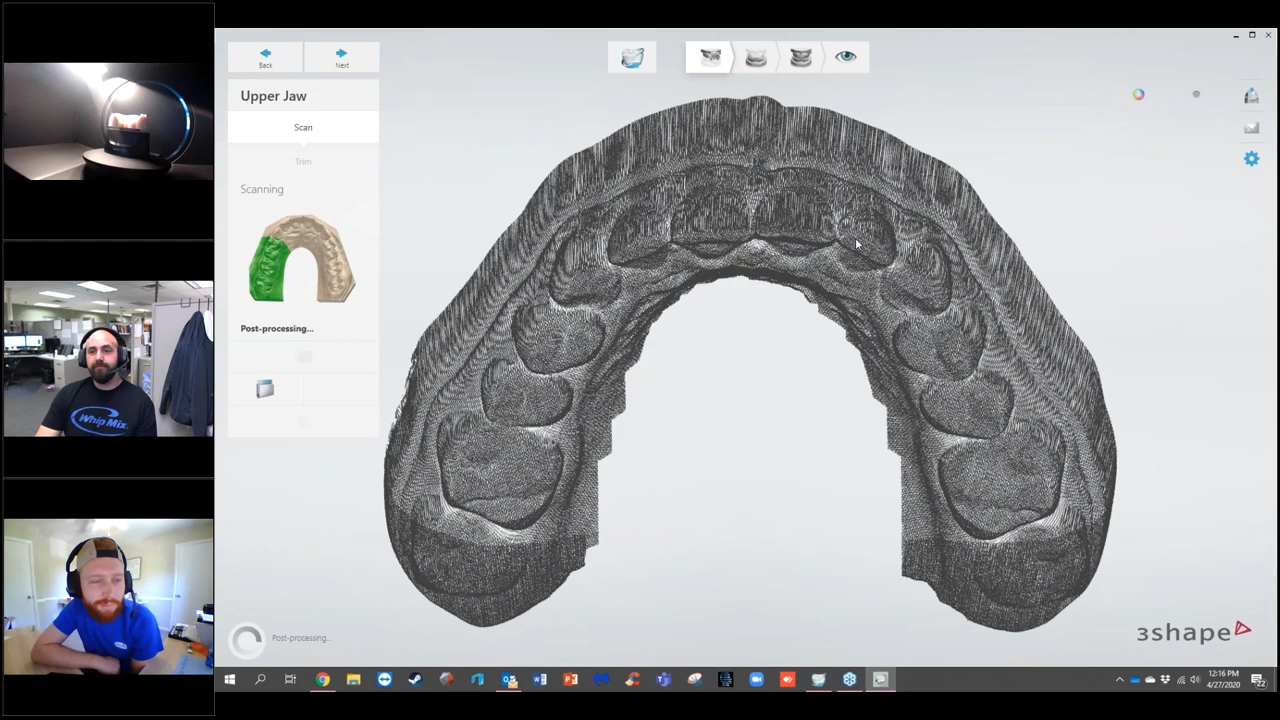 Back
Next
Upper Jaw
Scan
Trim
Scanning
Post-processing...
Post-processing...
Whip Mix
3shape
12:16 PM
4/27/2020
22